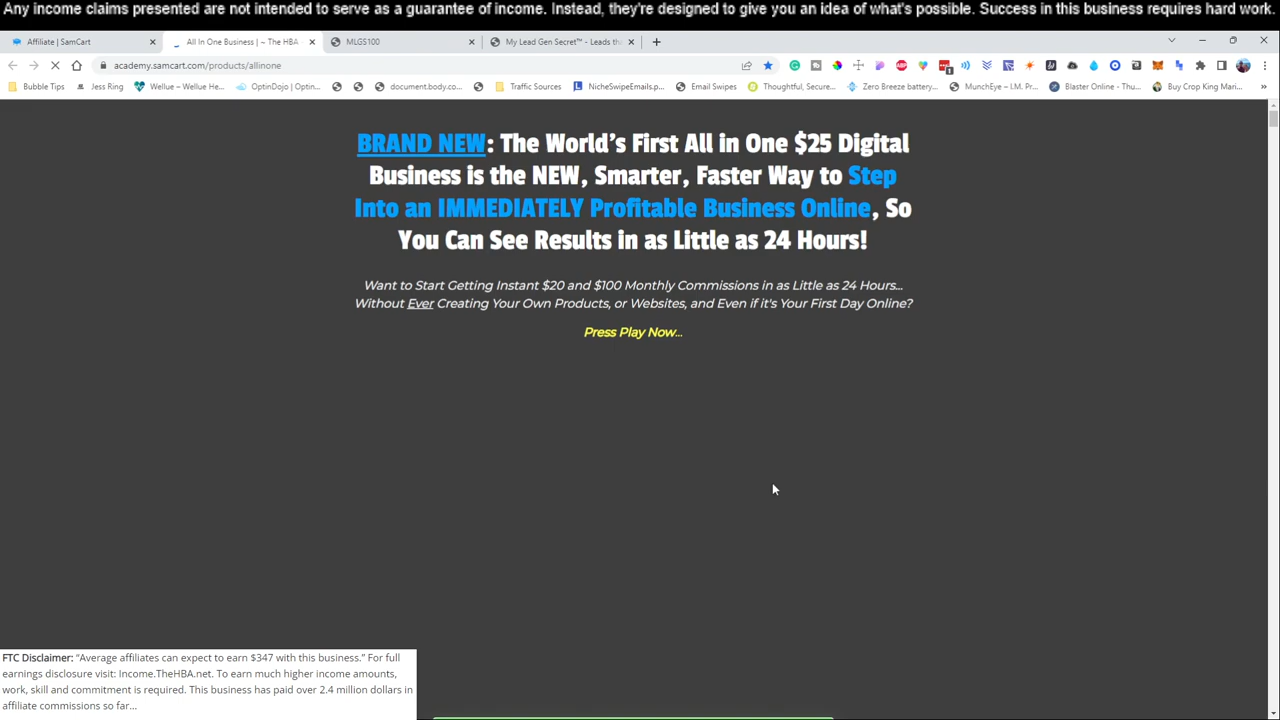 Any income claims presented are not intended to serve as a guarantee of income. Instead, they're designed to give you an idea of what's possible. Success in this business requires hard work.
Affiliate | SamCart
All In One Business | ~ The HBA
MLGS100
My Lead Gen Secret™ - Leads th
academy.samcart.com/products/allinone
Bubble Tips
Jess Ring
Wellue – Wellue He...
OptinDojo | Optin...
document.body.co...
Traffic Sources
NicheSwipeEmails.p...
Email Swipes
Thoughtful, Secure...
Zero Breeze battery...
MunchEye – I.M. Pr...
Blaster Online - Thu...
Buy Crop King Mari...
BRAND NEW: The World's First All in One $25 Digital
Business is the NEW, Smarter, Faster Way to Step
Into an IMMEDIATELY Profitable Business Online, So
You Can See Results in as Little as 24 Hours!
Want to Start Getting Instant $20 and $100 Monthly Commissions in as Little as 24 Hours...
Without Ever Creating Your Own Products, or Websites, and Even if it's Your First Day Online?
Press Play Now...
FTC Disclaimer: “Average affiliates can expect to earn $347 with this business.” For full
earnings disclosure visit: Income.TheHBA.net. To earn much higher income amounts,
work, skill and commitment is required. This business has paid over 2.4 million dollars in
affiliate commissions so far...